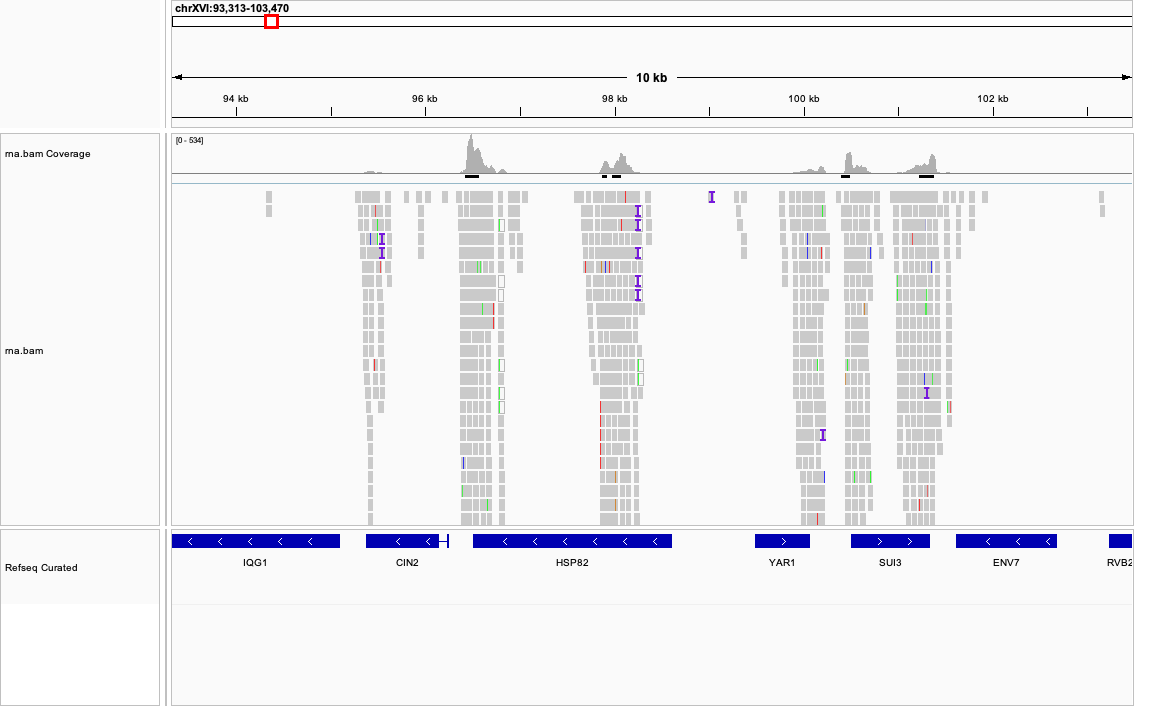 chrXVI:93,313-103,470
10 kb
94 kb 96 kb 98 kb 100 kb 102 kb
[0 - 534]
rna.bam Coverage
rna.bam
Refseq Curated
IQG1 CIN2 HSP82 YAR1 SUI3 ENV7 RVB2